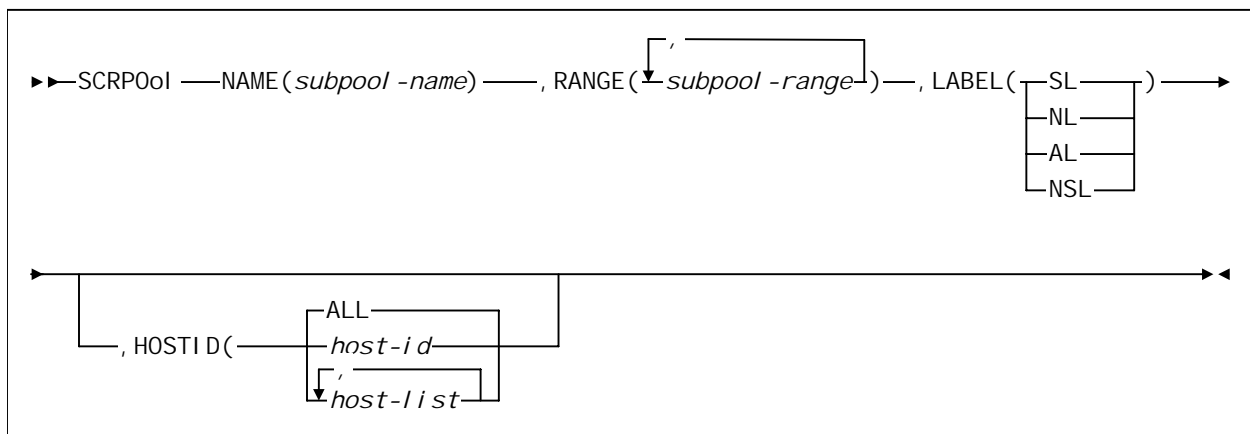 ,
SCRPOol NAME(subpool-name) ,RANGE( subpool-range ) ,LABEL( SL )
NL
AL
NSL
ALL
,HOSTID( host-id
,
host-list